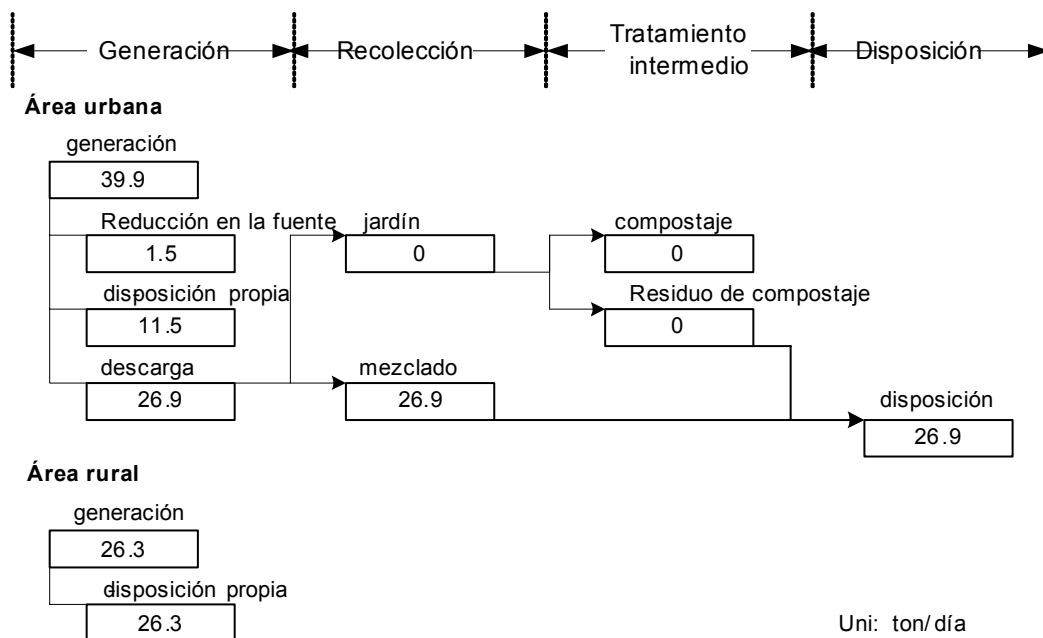 Generación Recolección Tratamiento intermedio Disposición
Área urbana
generación
39.9
Reducción en la fuente jardín compostaje
1.5 0 0
disposición propia Residuo de compostaje
11.5 0
descarga mezclado
26.9 26.9 disposición
26.9
Área rural
generación
26.3
disposición propia
26.3 Uni: ton/día